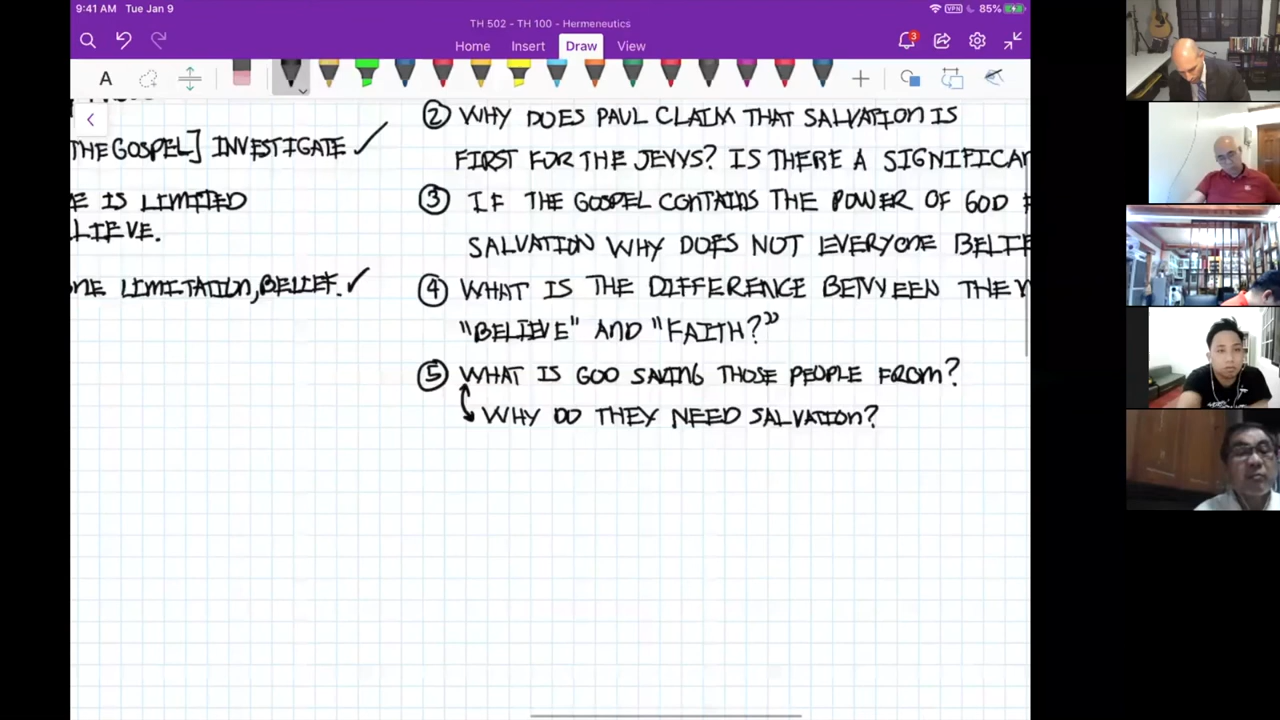 9:41 AM Tue Jan 9
VPN 85%
TH 502 - TH 100 - Hermeneutics
3
Home Insert Draw View
A
THE GOSPEL] INVESTIGATE ✓
IS LIMITED
LIEVE.
LIMITATION, BELIEF. ✓
② WHY DOES PAUL CLAIM THAT SALVATION IS
FIRST FOR THE JEWS? IS THERE A SIGNIFICAN
③ IF THE GOSPEL CONTAINS THE POWER OF GOD
SALVATION WHY DOES NOT EVERYONE BELIE
④ WHAT IS THE DIFFERENCE BETWEEN THE
"BELIEVE" AND "FAITH?"
⑤ WHAT IS GOD SAVING THOSE PEOPLE FROM?
WHY DO THEY NEED SALVATION?